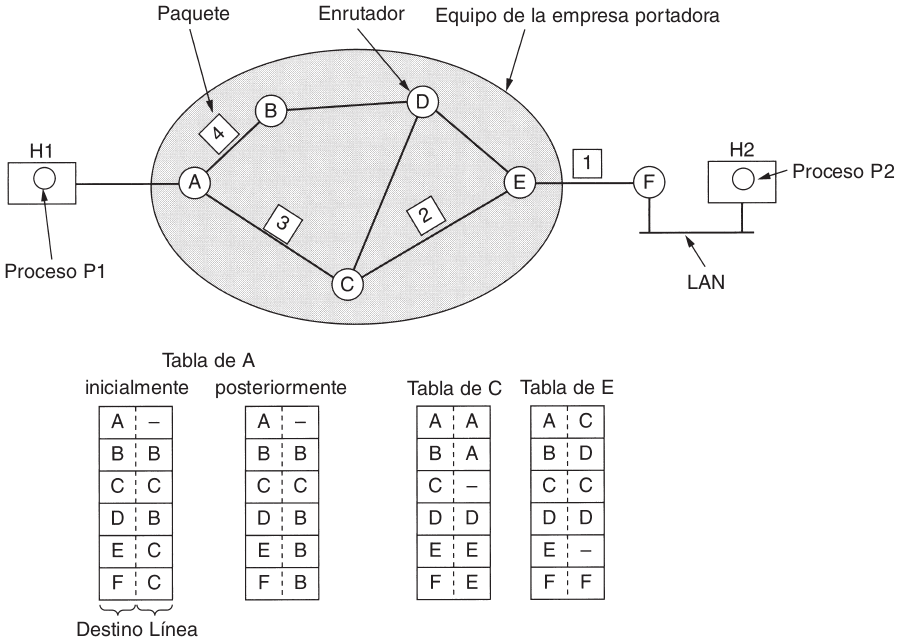 Paquete Enrutador Equipo de la empresa portadora
B D
4
H1 A E 1 F H2 Proceso P2
3 2
Proceso P1 C LAN
Tabla de A
inicialmente posteriormente Tabla de C Tabla de E
A – A – A A A C
B B B B B A B D
C C C C C – C C
D B D B D D D D
E C E B E E E –
F C F B F E F F
Destino Línea